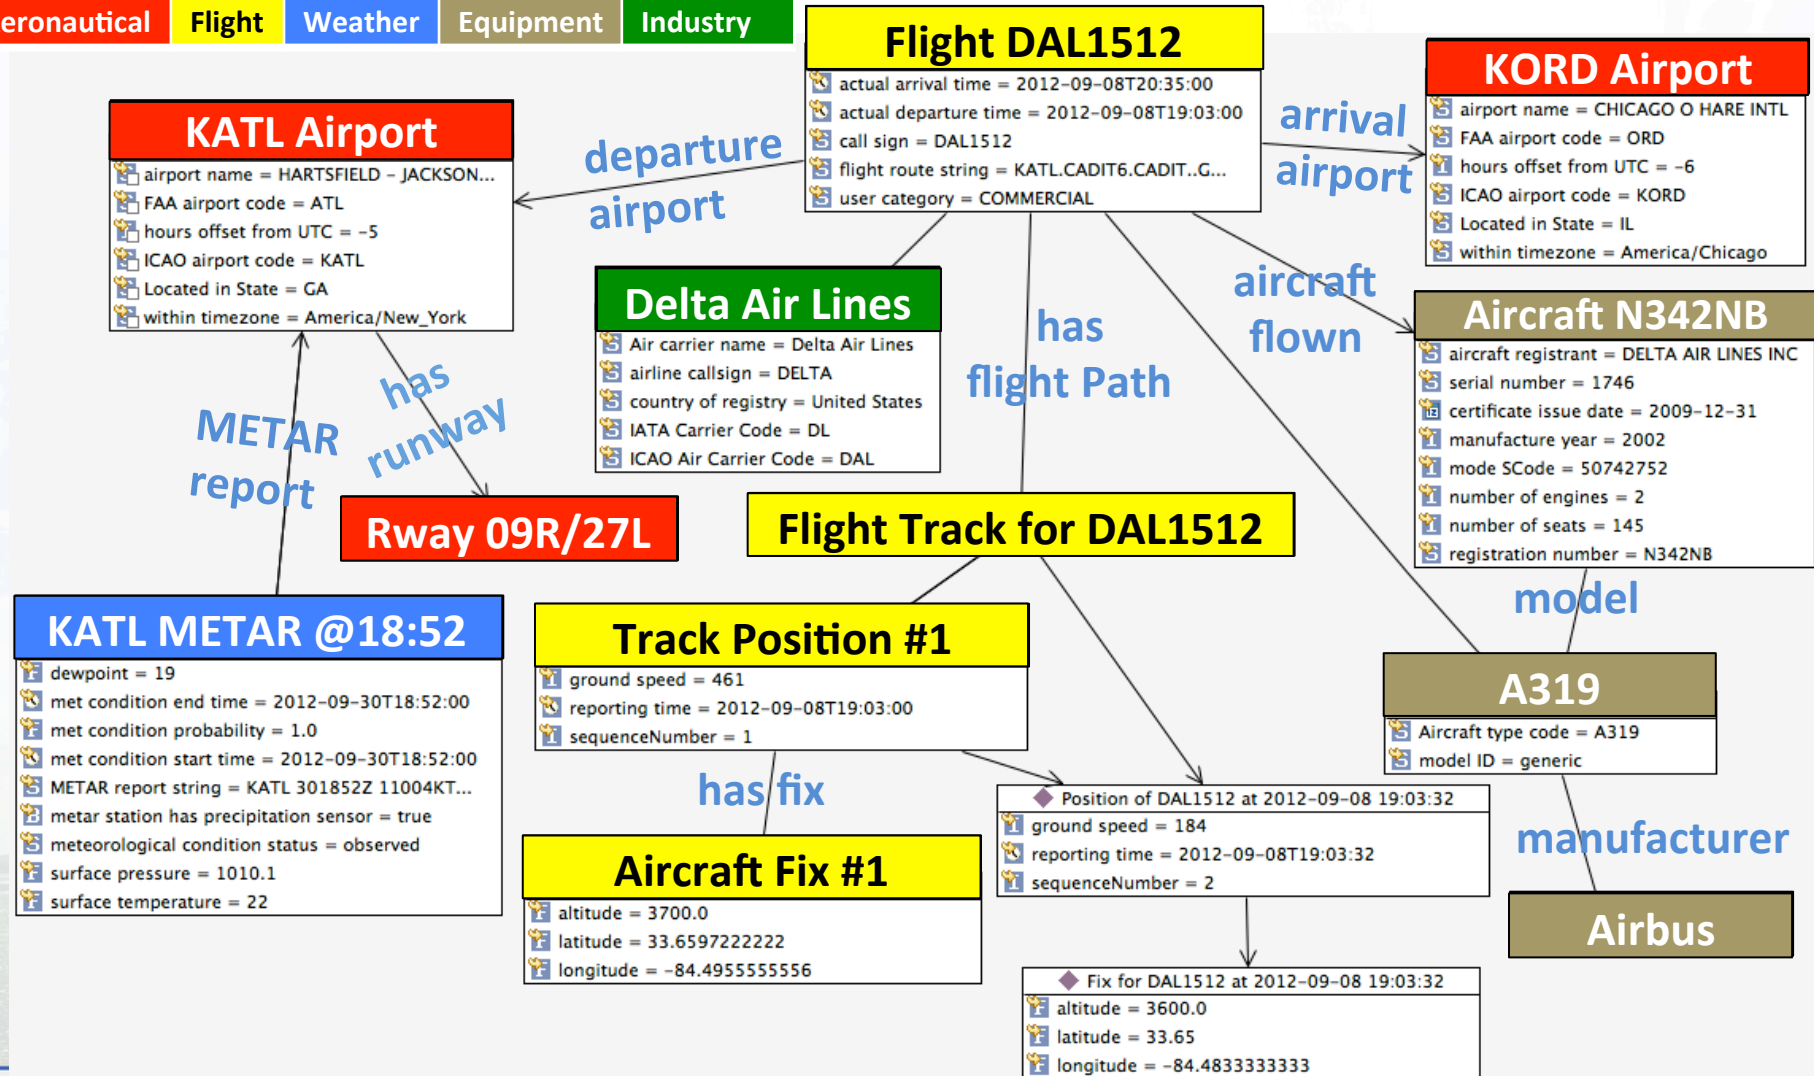 eronautical
Flight
Weather
Equipment
Industry
Flight DAL1512
actual arrival time = 2012-09-08T20:35:00
actual departure time = 2012-09-08T19:03:00
call sign = DAL1512
flight route string = KATL.CADIT6.CADIT..G...
user category = COMMERCIAL
KORD Airport
airport name = CHICAGO O HARE INTL
FAA airport code = ORD
hours offset from UTC = -6
ICAO airport code = KORD
Located in State = IL
within timezone = America/Chicago
arrival
airport
KATL Airport
airport name = HARTSFIELD - JACKSON...
FAA airport code = ATL
hours offset from UTC = -5
ICAO airport code = KATL
Located in State = GA
within timezone = America/New_York
departure
airport
Delta Air Lines
Air carrier name = Delta Air Lines
airline callsign = DELTA
country of registry = United States
IATA Carrier Code = DL
ICAO Air Carrier Code = DAL
has
flight Path
aircraft
flown
Aircraft N342NB
aircraft registrant = DELTA AIR LINES INC
serial number = 1746
certificate issue date = 2009-12-31
manufacture year = 2002
mode SCode = 50742752
number of engines = 2
number of seats = 145
registration number = N342NB
METAR
report
has
runway
Rway 09R/27L
Flight Track for DAL1512
model
KATL METAR @18:52
dewpoint = 19
met condition end time = 2012-09-30T18:52:00
met condition probability = 1.0
met condition start time = 2012-09-30T18:52:00
METAR report string = KATL 301852Z 11004KT...
metar station has precipitation sensor = true
meteorological condition status = observed
surface pressure = 1010.1
surface temperature = 22
Track Position #1
ground speed = 461
reporting time = 2012-09-08T19:03:00
sequenceNumber = 1
A319
Aircraft type code = A319
model ID = generic
has fix
Position of DAL1512 at 2012-09-08 19:03:32
ground speed = 184
reporting time = 2012-09-08T19:03:32
sequenceNumber = 2
manufacturer
Aircraft Fix #1
altitude = 3700.0
latitude = 33.6597222222
longitude = -84.4955555556
Airbus
Fix for DAL1512 at 2012-09-08 19:03:32
altitude = 3600.0
latitude = 33.65
longitude = -84.4833333333